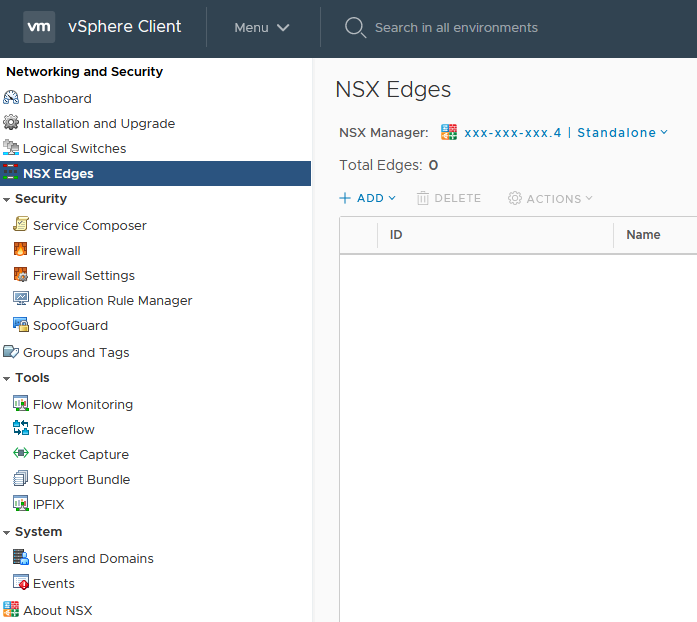 vm vSphere Client Menu Search in all environments
Networking and Security
Dashboard
Installation and Upgrade
Logical Switches
NSX Edges
Security
Service Composer
Firewall
Firewall Settings
Application Rule Manager
SpoofGuard
Groups and Tags
Tools
Flow Monitoring
Traceflow
Packet Capture
Support Bundle
IPFIX
System
Users and Domains
Events
About NSX
NSX Edges
NSX Manager: xxx-xxx-xxx.4 | Standalone
Total Edges: 0
+ ADD DELETE ACTIONS
ID Name